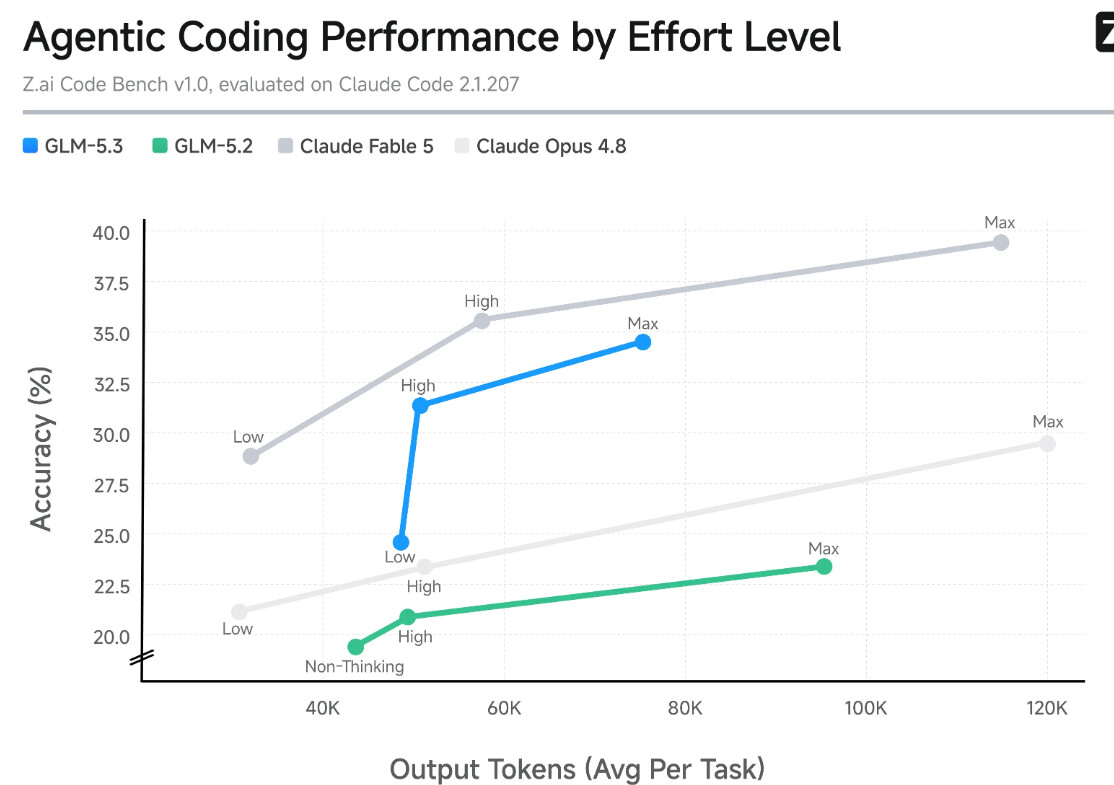 Agentic Coding Performance by Effort Level
Z.ai Code Bench v1.0, evaluated on Claude Code 2.1.207
GLM-5.3 GLM-5.2 Claude Fable 5 Claude Opus 4.8
Max
40.0
37.5
High
Max
35.0
High
32.5
Low
Max
30.0
27.5
25.0
Low
Max
High
22.5
Low
High
20.0
Non-Thinking
Accuracy (%)
40K 60K 80K 100K 120K
Output Tokens (Avg Per Task)